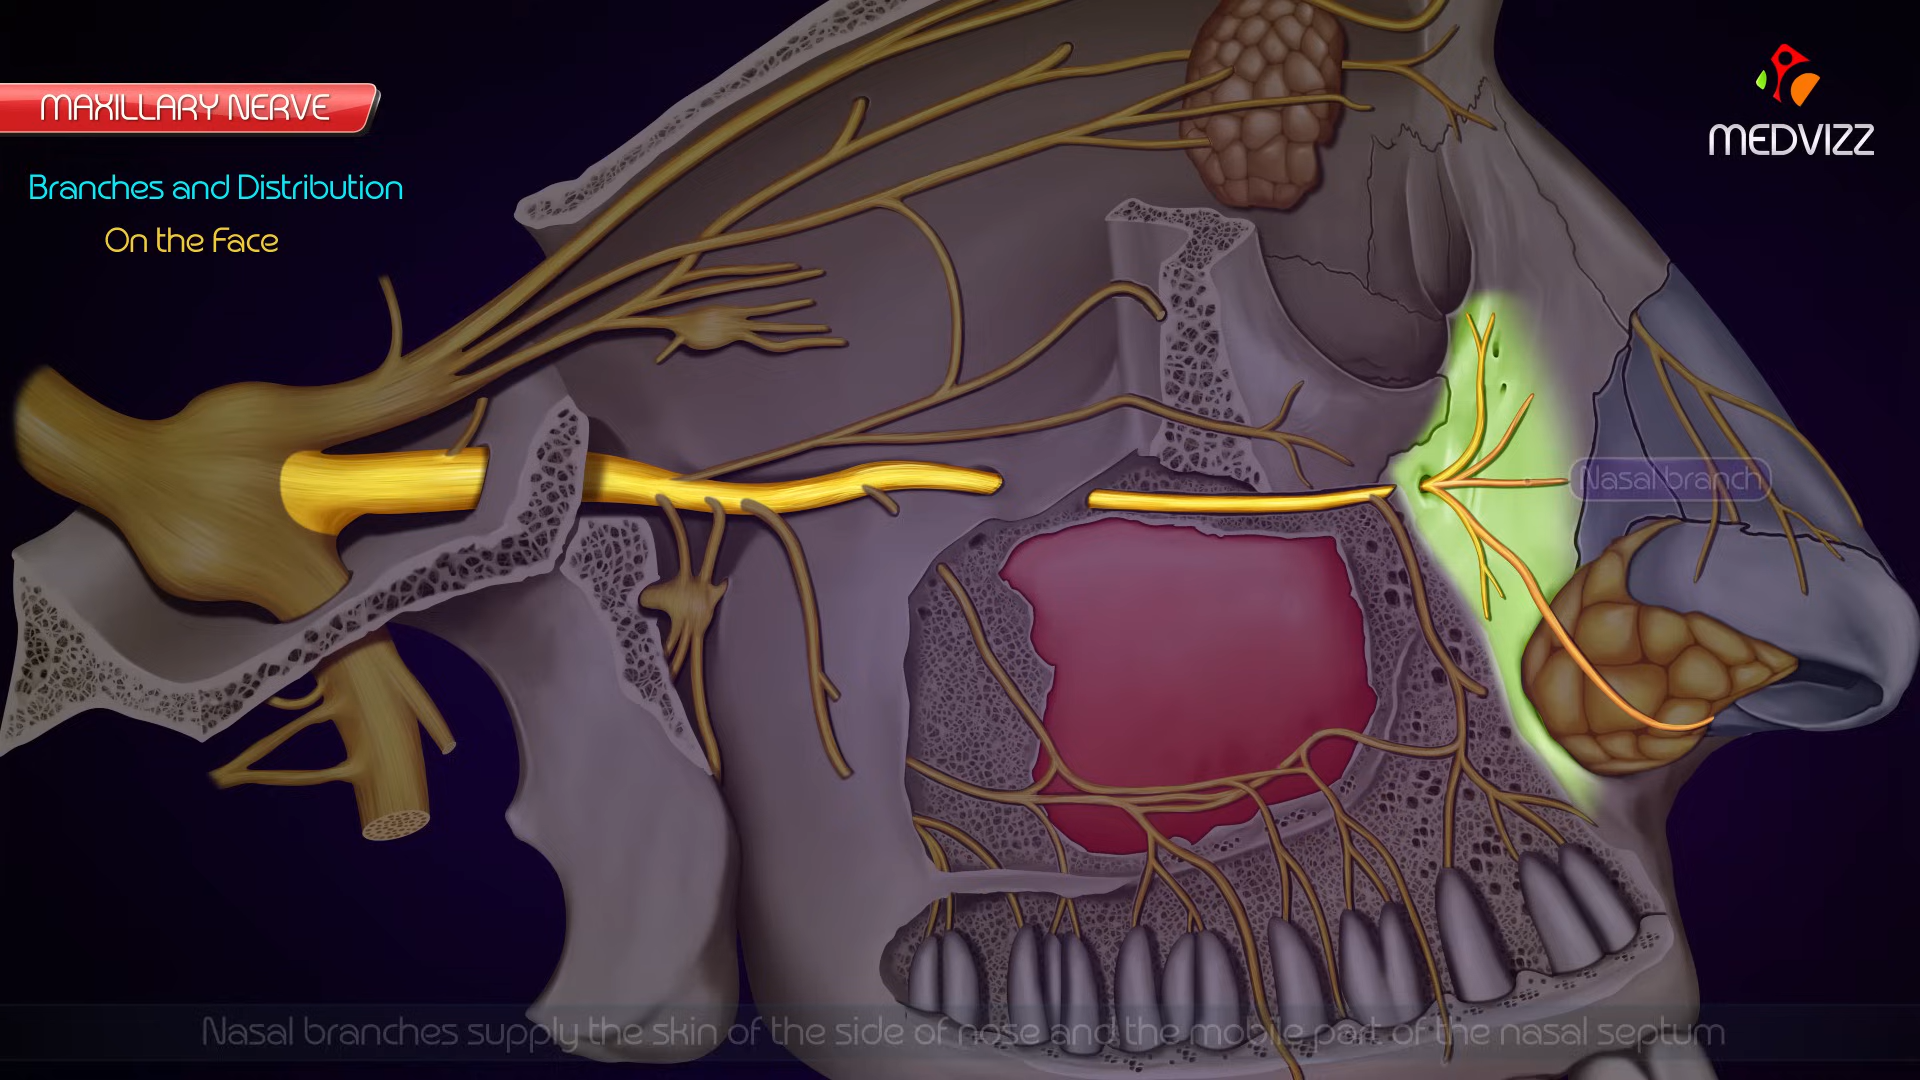 MAXILLARY NERVE
MEDVIZZ
Branches and Distribution
On the Face
Nasal branch
Nasal branches supply the skin of the side of nose and the mobile part of the nasal septum